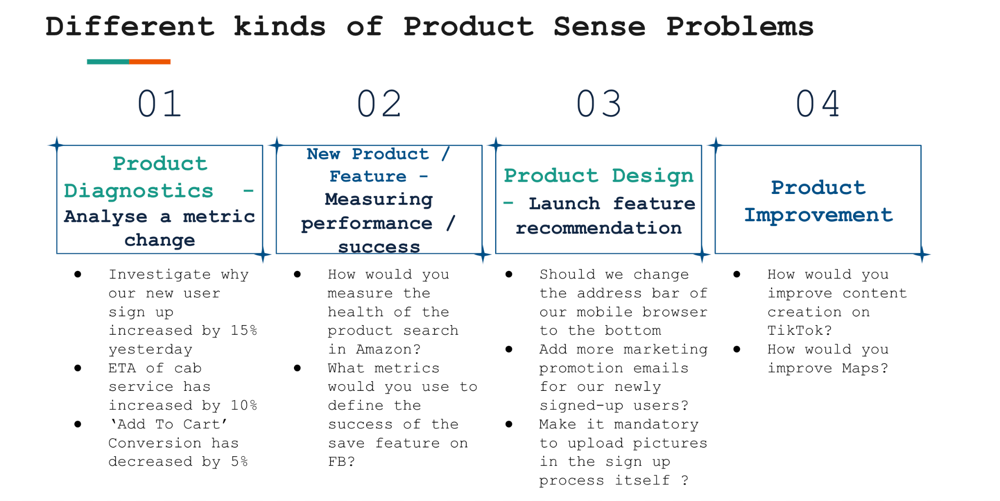 Different kinds of Product Sense Problems
01
Product
Diagnostics -
Analyse a metric
change
● Investigate why
our new user
sign up
increased by 15%
yesterday
● ETA of cab
service has
increased by 10%
● ‘Add To Cart’
Conversion has
decreased by 5%
02
New Product /
Feature -
Measuring
performance /
success
● How would you
measure the
health of the
product search
in Amazon?
● What metrics
would you use to
define the
success of the
save feature on
FB?
03
Product Design
- Launch feature
recommendation
● Should we change
the address bar of
our mobile browser
to the bottom
● Add more marketing
promotion emails
for our newly
signed-up users?
● Make it mandatory
to upload pictures
in the sign up
process itself ?
04
Product
Improvement
● How would you
improve content
creation on
TikTok?
● How would you
improve Maps?